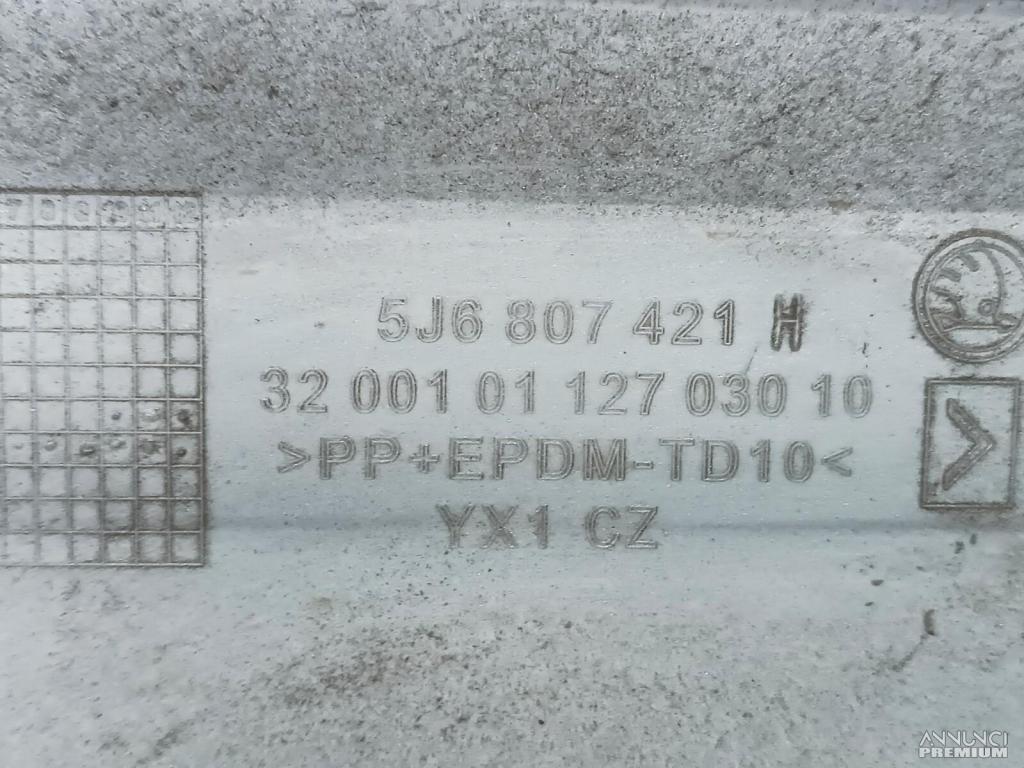 5J6 807 421 H
32 001 01 127 030 10
>PP+EPDM-TD10<
YX1 CZ
ANNUNCI
PREMIUM